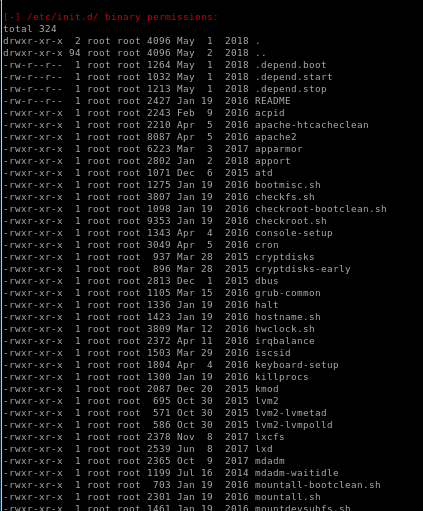 [-] /etc/init.d/ binary permissions:
total 324
drwxr-xr-x  2 root root 4096 May  1  2018 .
drwxr-xr-x 94 root root 4096 May  2  2018 ..
-rw-r--r--  1 root root 1264 May  1  2018 .depend.boot
-rw-r--r--  1 root root 1032 May  1  2018 .depend.start
-rw-r--r--  1 root root 1213 May  1  2018 .depend.stop
-rw-r--r--  1 root root 2427 Jan 19  2016 README
-rwxr-xr-x  1 root root 2243 Feb  9  2016 acpid
-rwxr-xr-x  1 root root 2210 Apr  5  2016 apache-htcacheclean
-rwxr-xr-x  1 root root 8087 Apr  5  2016 apache2
-rwxr-xr-x  1 root root 6223 Mar  3  2017 apparmor
-rwxr-xr-x  1 root root 2802 Jan  2  2018 apport
-rwxr-xr-x  1 root root 1071 Dec  6  2015 atd
-rwxr-xr-x  1 root root 1275 Jan 19  2016 bootmisc.sh
-rwxr-xr-x  1 root root 3807 Jan 19  2016 checkfs.sh
-rwxr-xr-x  1 root root 1098 Jan 19  2016 checkroot-bootclean.sh
-rwxr-xr-x  1 root root 9353 Jan 19  2016 checkroot.sh
-rwxr-xr-x  1 root root 1343 Apr  4  2016 console-setup
-rwxr-xr-x  1 root root 3049 Apr  5  2016 cron
-rwxr-xr-x  1 root root  937 Mar 28  2015 cryptdisks
-rwxr-xr-x  1 root root  896 Mar 28  2015 cryptdisks-early
-rwxr-xr-x  1 root root 2813 Dec  1  2015 dbus
-rwxr-xr-x  1 root root 1105 Mar 15  2016 grub-common
-rwxr-xr-x  1 root root 1336 Jan 19  2016 halt
-rwxr-xr-x  1 root root 1423 Jan 19  2016 hostname.sh
-rwxr-xr-x  1 root root 3809 Mar 12  2016 hwclock.sh
-rwxr-xr-x  1 root root 2372 Apr 11  2016 irqbalance
-rwxr-xr-x  1 root root 1503 Mar 29  2016 iscsid
-rwxr-xr-x  1 root root 1804 Apr  4  2016 keyboard-setup
-rwxr-xr-x  1 root root 1300 Jan 19  2016 killprocs
-rwxr-xr-x  1 root root 2087 Dec 20  2015 kmod
-rwxr-xr-x  1 root root  695 Oct 30  2015 lvm2
-rwxr-xr-x  1 root root  571 Oct 30  2015 lvm2-lvmetad
-rwxr-xr-x  1 root root  586 Oct 30  2015 lvm2-lvmpolld
-rwxr-xr-x  1 root root 2378 Nov  8  2017 lxcfs
-rwxr-xr-x  1 root root 2539 Jun  8  2017 lxd
-rwxr-xr-x  1 root root 2365 Oct  9  2017 mdadm
-rwxr-xr-x  1 root root 1199 Jul 16  2014 mdadm-waitidle
-rwxr-xr-x  1 root root  703 Jan 19  2016 mountall-bootclean.sh
-rwxr-xr-x  1 root root 2301 Jan 19  2016 mountall.sh
-rwxr-xr-x  1 root root 1461 Jan 19  2016 mountdevsubfs.sh